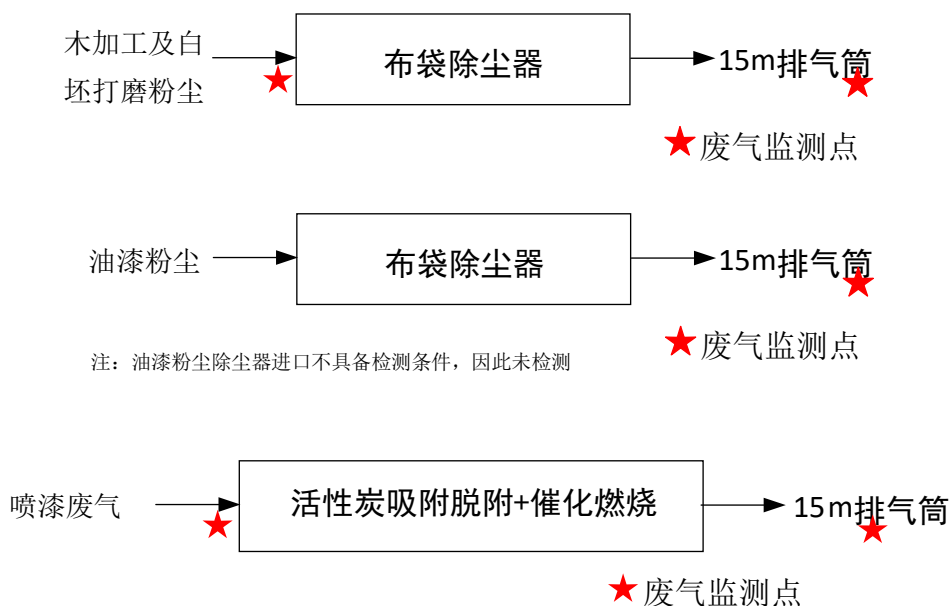 木加工及白
坯打磨粉尘
布袋除尘器
15m排气筒
废气监测点
油漆粉尘
布袋除尘器
15m排气筒
废气监测点
注：油漆粉尘除尘器进口不具备检测条件，因此未检测
喷漆废气
活性炭吸附脱附+催化燃烧
15m排气筒
废气监测点